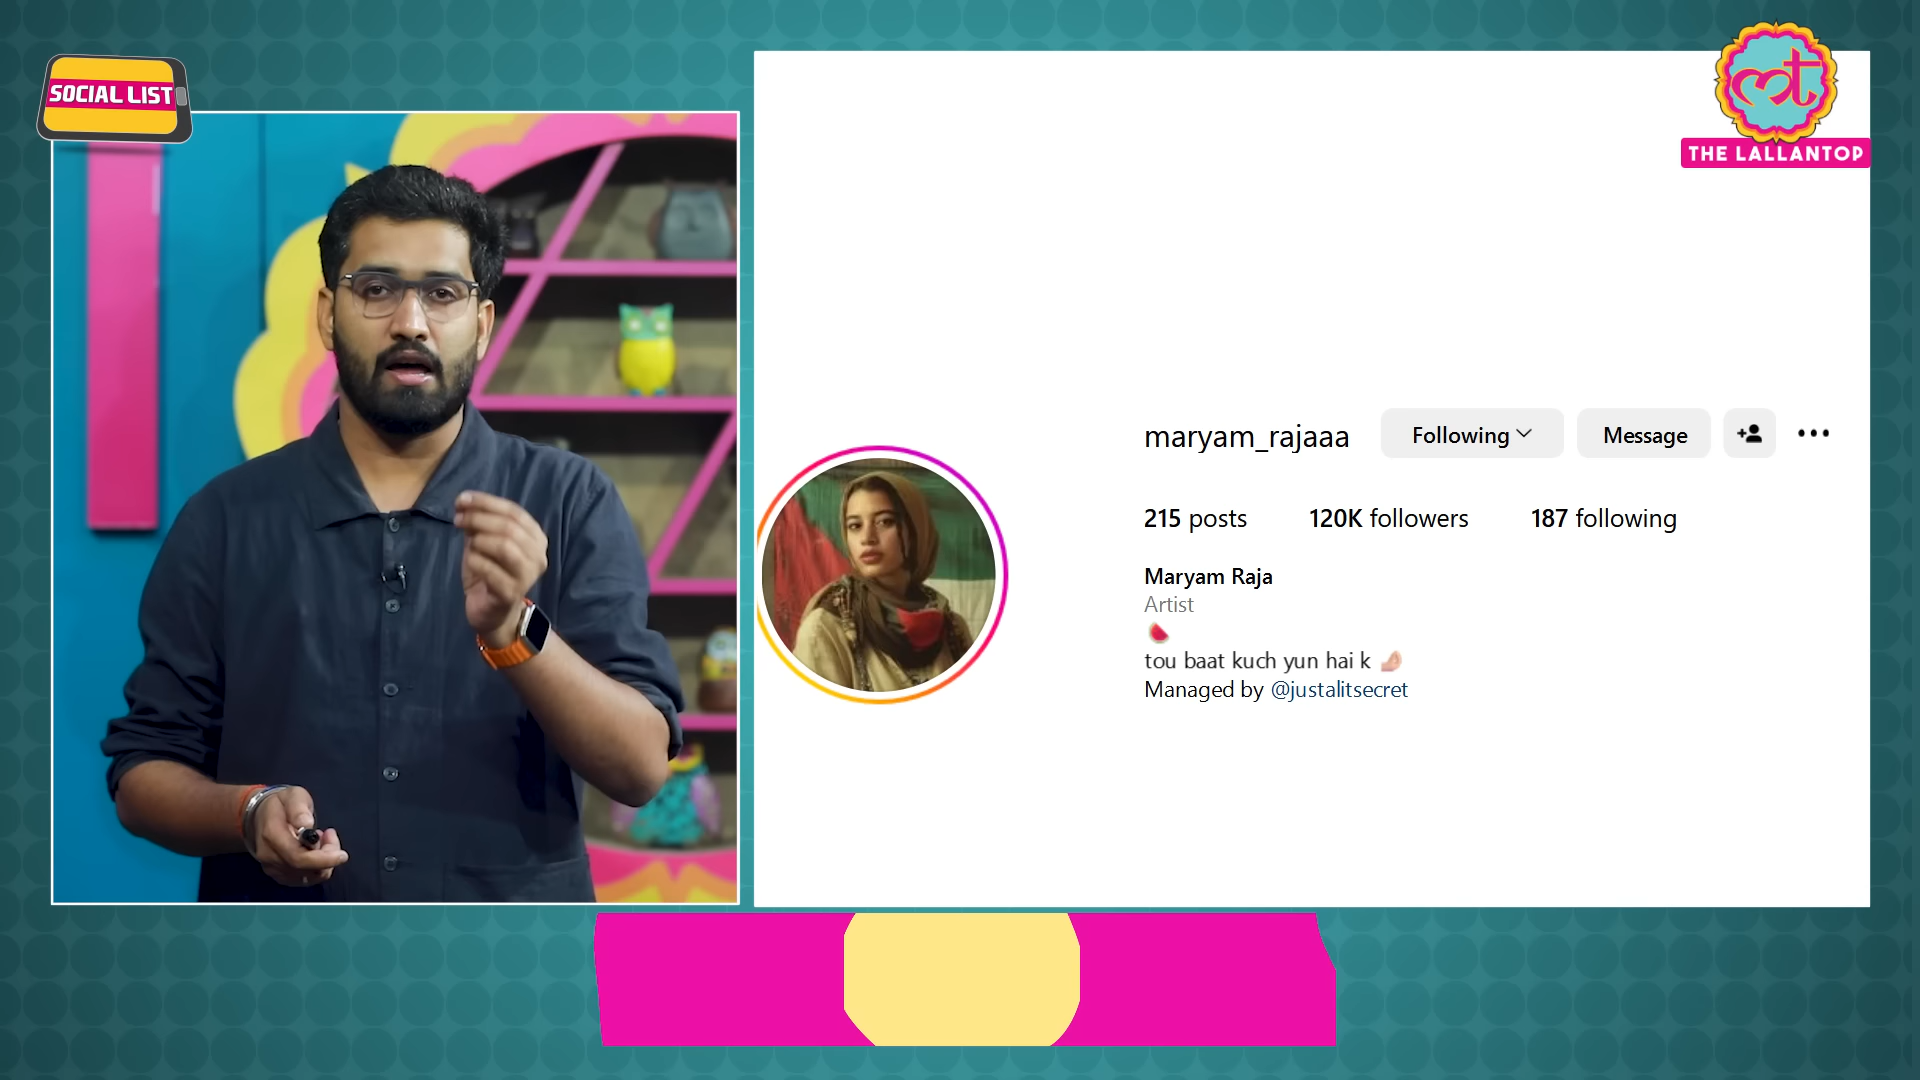 SOCIAL LIST
THE LALLANTOP
maryam_rajaaa Following Message
215 posts 120K followers 187 following
Maryam Raja
Artist
🍉
tou baat kuch yun hai k 🤌🏻
Managed by @justalitsecret